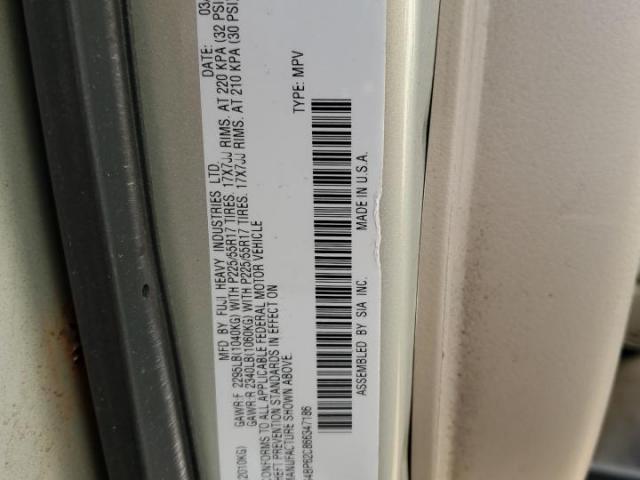 MFD BY FUJI HEAVY INDUSTRIES LTD. DATE: 03
2010KG)
GAWR:F 2295LB(1040KG) WITH P225/55R17 TIRES. 17X7JJ RIMS. AT 220 KPA (32 PSI
GAWR:R 2340LB(1060KG) WITH P225/55R17 TIRES. 17X7JJ RIMS. AT 210 KPA (30 PSI
CONFORMS TO ALL APPLICABLE FEDERAL MOTOR VEHICLE
THEFT PREVENTION STANDARDS IN EFFECT ON
MANUFACTURE SHOWN ABOVE.
4BP62C866347186 TYPE: MPV
ASSEMBLED BY SIA INC. MADE IN U.S.A.